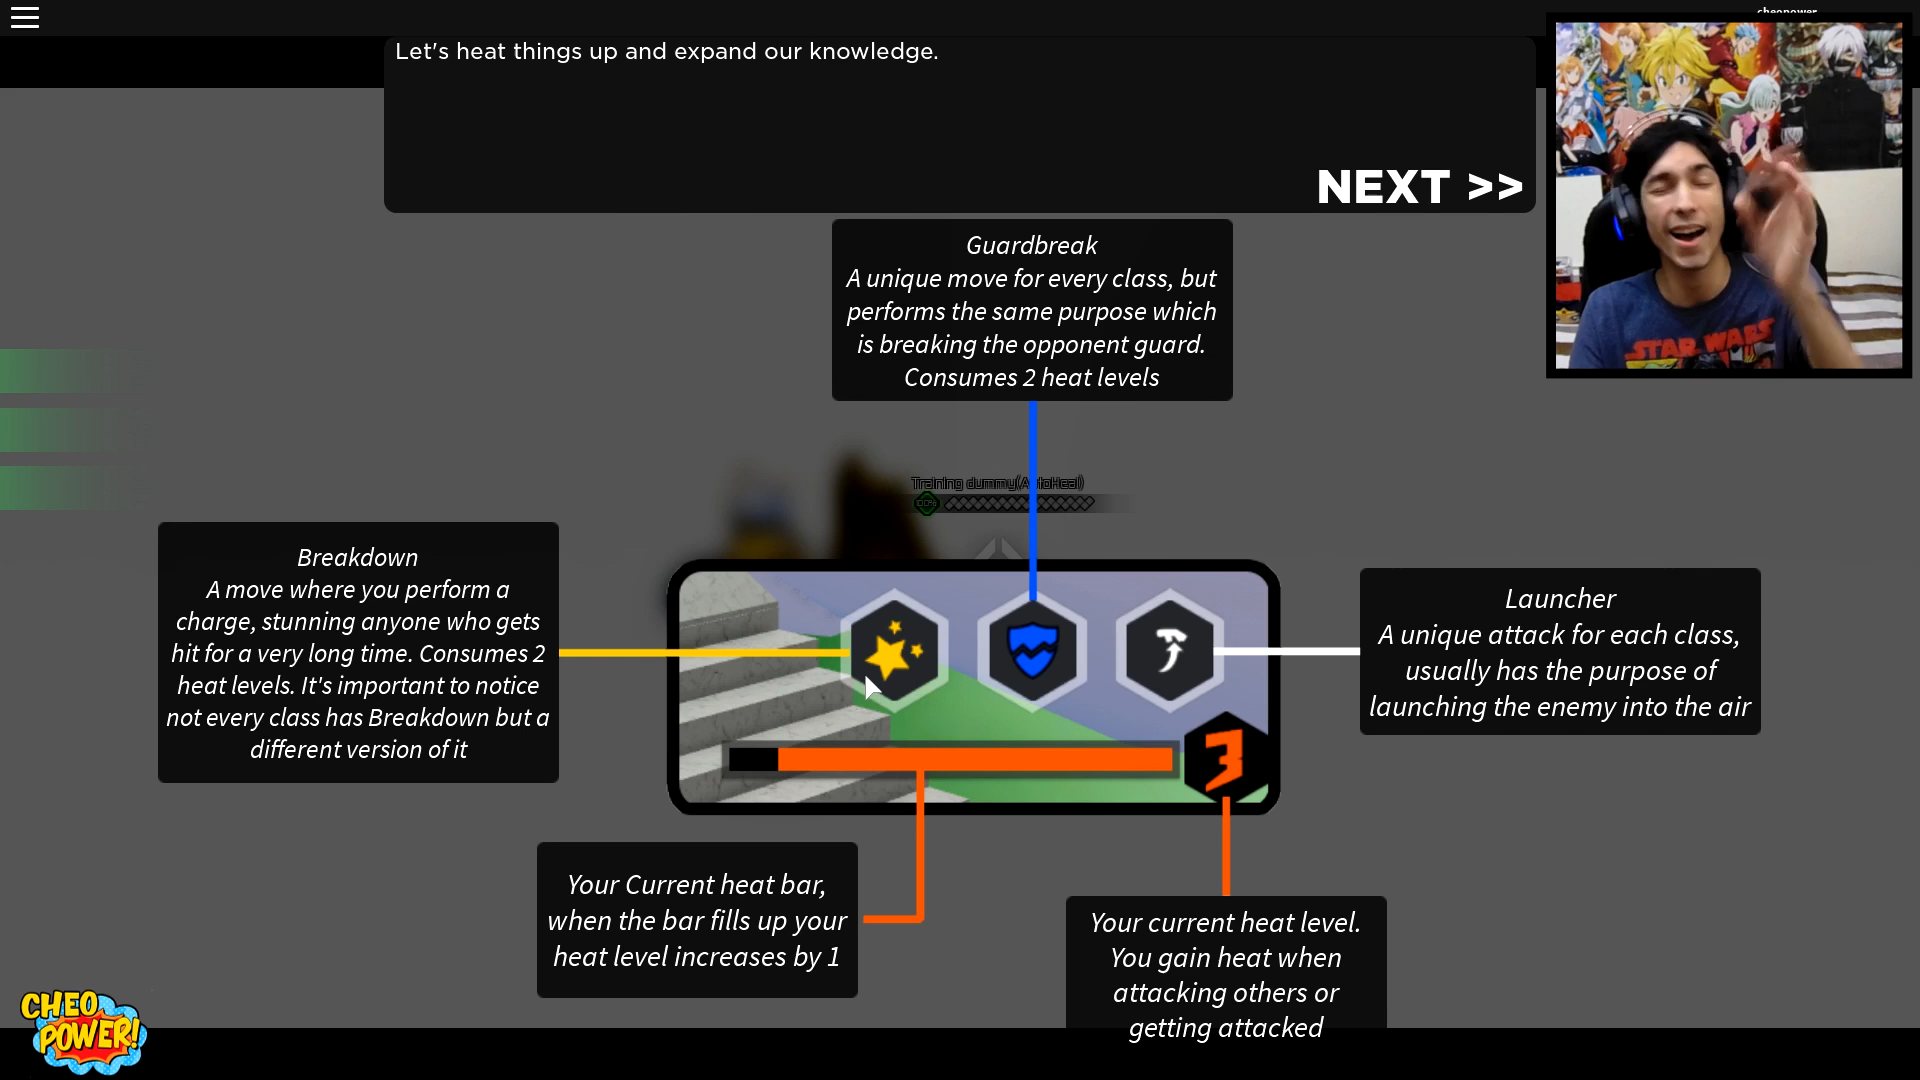 cheopower
Let's heat things up and expand our knowledge.
NEXT >>
Guardbreak
A unique move for every class, but
performs the same purpose which
is breaking the opponent guard.
Consumes 2 heat levels
STAR WARS
Training dummy(AutoHeal)
100%
Breakdown
A move where you perform a
charge, stunning anyone who gets
hit for a very long time. Consumes 2
heat levels. It's important to notice
not every class has Breakdown but a
different version of it
Launcher
A unique attack for each class,
usually has the purpose of
launching the enemy into the air
3
Your Current heat bar,
when the bar fills up your
heat level increases by 1
Your current heat level.
You gain heat when
attacking others or
getting attacked
CHEO
POWER!